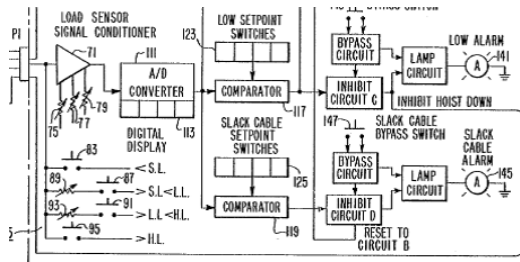 LOAD SENSOR
SIGNAL CONDITIONER
P1
71
75
77
79
111
A/D
CONVERTER
113
DIGITAL
DISPLAY
83
<S.L.
89
87
S.L<L.L.
93
91
L.L<H.L.
95
>H.L.
LOW SETPOINT
SWITCHES
123
COMPARATOR
117
SLACK CABLE
SETPOINT
SWITCHES
125
COMPARATOR
119
BYPASS
CIRCUIT
INHIBIT
CIRCUIT C
LAMP
CIRCUIT
LOW ALARM
A
141
INHIBIT HOIST DOWN
147
SLACK CABLE
BYPASS SWITCH
BYPASS
CIRCUIT
INHIBIT
CIRCUIT D
LAMP
CIRCUIT
SLACK
CABLE
ALARM
A
145
RESET TO
CIRCUIT B